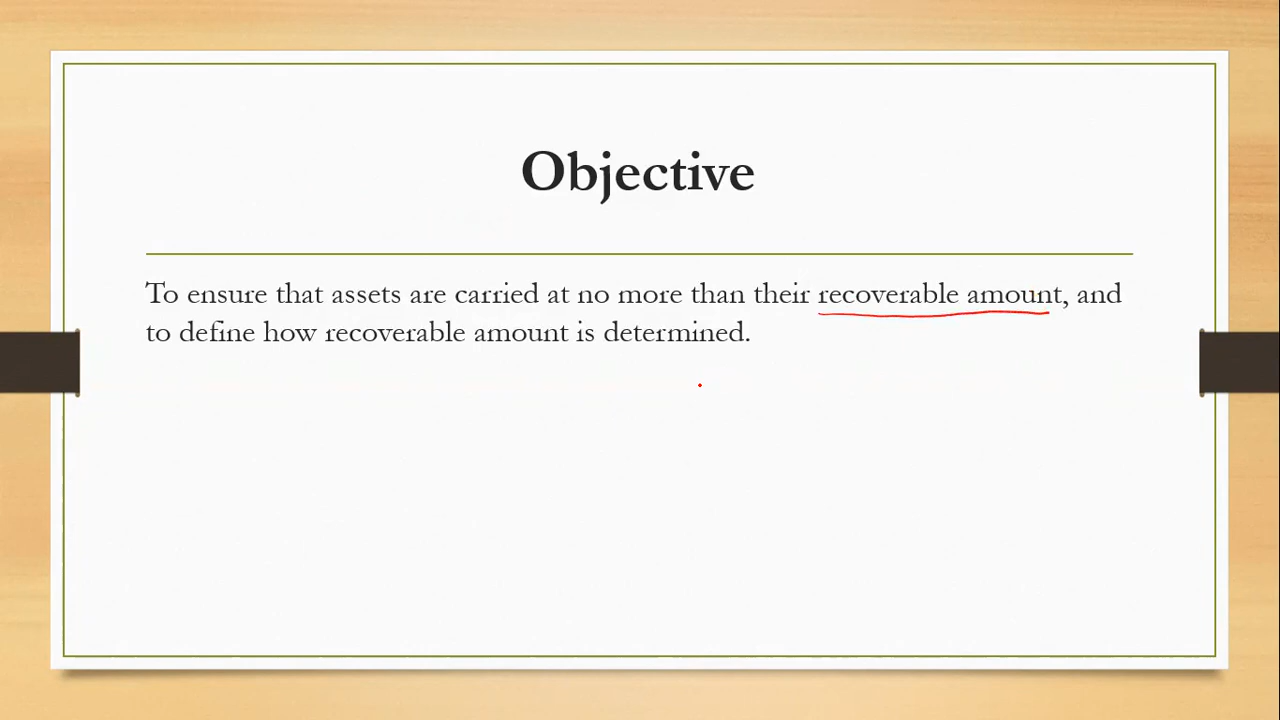 Objective
To ensure that assets are carried at no more than their recoverable amount, and
to define how recoverable amount is determined.